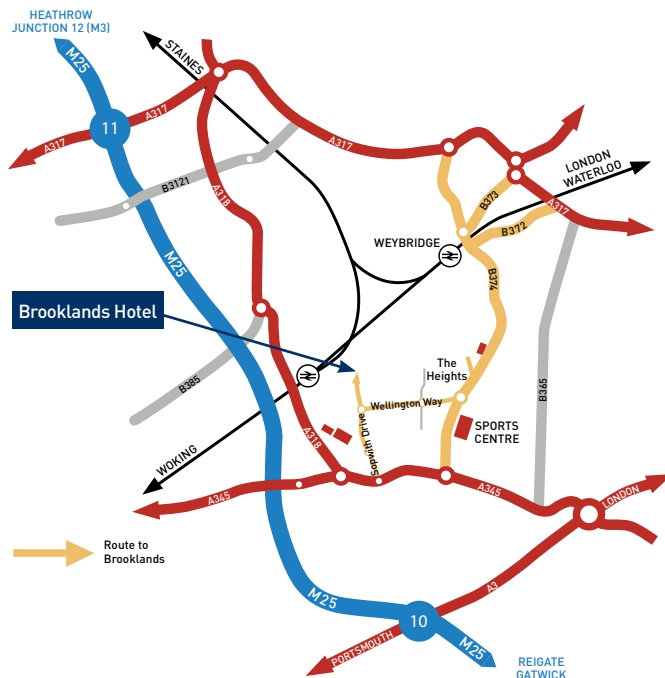 HEATHROW
JUNCTION 12 (M3)
M25
STAINES
A317
11
A317
A317
B3121
A318
LONDON
WATERLOO
B373
A317
B372
WEYBRIDGE
M25
B374
Brooklands Hotel
The
Heights
B385
Wellington Way
B365
Sopwith Drive
SPORTS
CENTRE
A318
WOKING
A345
A345
LONDON
Route to
Brooklands
A3
M25
10
PORTSMOUTH
M25
REIGATE
GATWICK